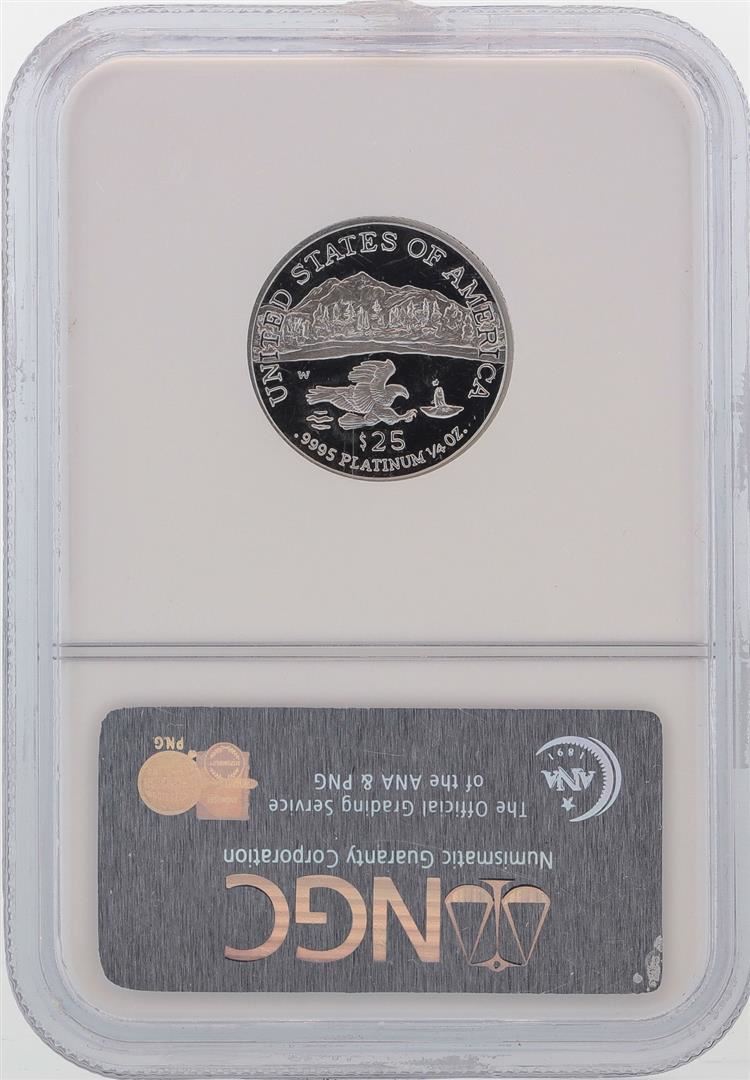 UNITED STATES OF AMERICA
W
$25
.9995 PLATINUM 1/4 OZ.
NGC
Numismatic Guaranty Corporation
The Official Grading Service
of the ANA & PNG
ANA
1891
PNG